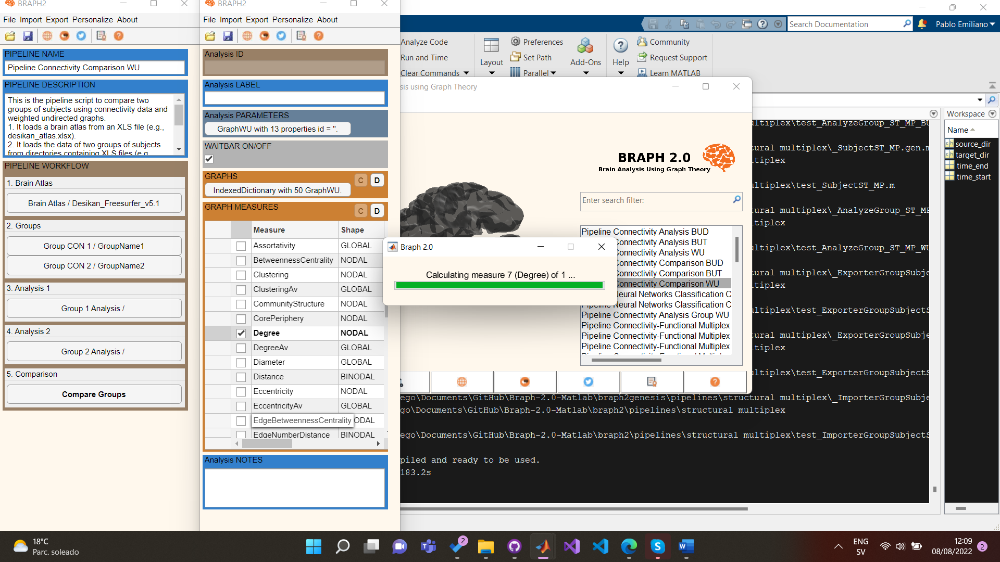 BRAPH2
File Import Export Personalize About
PIPELINE NAME
Pipeline Connectivity Comparison WU
PIPELINE DESCRIPTION
This is the pipeline script to compare two
groups of subjects using connectivity data and
weighted undirected graphs.
1. It loads a brain atlas from an XLS file (e.g.,
desikan_atlas.xlsx).
2. It loads the data of two groups of subjects
from directories containing XLS files (e.g.
PIPELINE WORKFLOW
1. Brain Atlas
Brain Atlas / Desikan_Freesurfer_v5.1
2. Groups
Group CON 1 / GroupName1
Group CON 2 / GroupName2
3. Analysis 1
Group 1 Analysis /
4. Analysis 2
Group 2 Analysis /
5. Comparison
Compare Groups
BRAPH2
File Import Export Personalize About
Analysis ID
Analysis LABEL
Analysis PARAMETERS
GraphWU with 13 properties id = ''.
WAITBAR ON/OFF
GRAPHS
C D
IndexedDictionary with 50 GraphWU.
GRAPH MEASURES
C D
Measure Shape
Assortativity GLOBAL
BetweennessCentrality NODAL
Clustering NODAL
ClusteringAv GLOBAL
CommunityStructure NODAL
CorePeriphery NODAL
Degree NODAL
DegreeAv GLOBAL
Diameter GLOBAL
Distance BINODAL
Eccentricity NODAL
EccentricityAv GLOBAL
EdgeBetweennessCentrality ODAL
EdgeNumberDistance BINODAL
Analysis NOTES
Search Documentation
Pablo Emiliano
Analyze Code
Run and Time
Clear Commands
Layout
Preferences
Set Path
Parallel
Add-Ons
Help
Community
Request Support
Learn MATLAB
sis using Graph Theory
BRAPH 2.0
Brain Analysis Using Graph Theory
Enter search filter:
Pipeline Connectivity Analysis BUD
Connectivity Analysis BUT
Connectivity Analysis WU
Connectivity Comparison BUD
Connectivity Comparison BUT
Connectivity Comparison WU
Neural Networks Classification C
Neural Networks Classification C
Pipeline Connectivity Analysis Group WU
Pipeline Connectivity-Functional Multiplex
Pipeline Connectivity-Functional Multiplex
Pipeline Connectivity-Functional Multiplex
Braph 2.0
Calculating measure 7 (Degree) of 1 ...
ltiplex\test_AnalyzeGroup_ST_MP_BU
tural multiplex\_SubjectST_MP.gen.m
ltiplex
ltiplex\test_SubjectST_MP.m
tural multiplex\_AnalyzeGroup_ST_MP
ltiplex
ltiplex\test_AnalyzeGroup_ST_MP_WU
tural multiplex\_ExporterGroupSubje
ltiplex
ltiplex\test_ExporterGroupSubjectS
tural multiplex\_ExporterGroupSubje
ltiplex
ltiplex\test_ExporterGroupSubjectS
ego\Documents\GitHub\Braph-2.0-Matlab\braph2genesis\pipelines\structural multiplex\_ImporterGroupSubje
go\Documents\GitHub\Braph-2.0-Matlab\braph2\pipelines\structural multiplex
ego\Documents\GitHub\Braph-2.0-Matlab\braph2\pipelines\structural multiplex\test_ImporterGroupSubjectS
piled and ready to be used.
183.2s
Workspace
Name
source_dir
target_dir
time_end
time_start
18°C
Parc. soleado
2
ENG
SV
12:09
08/08/2022
2